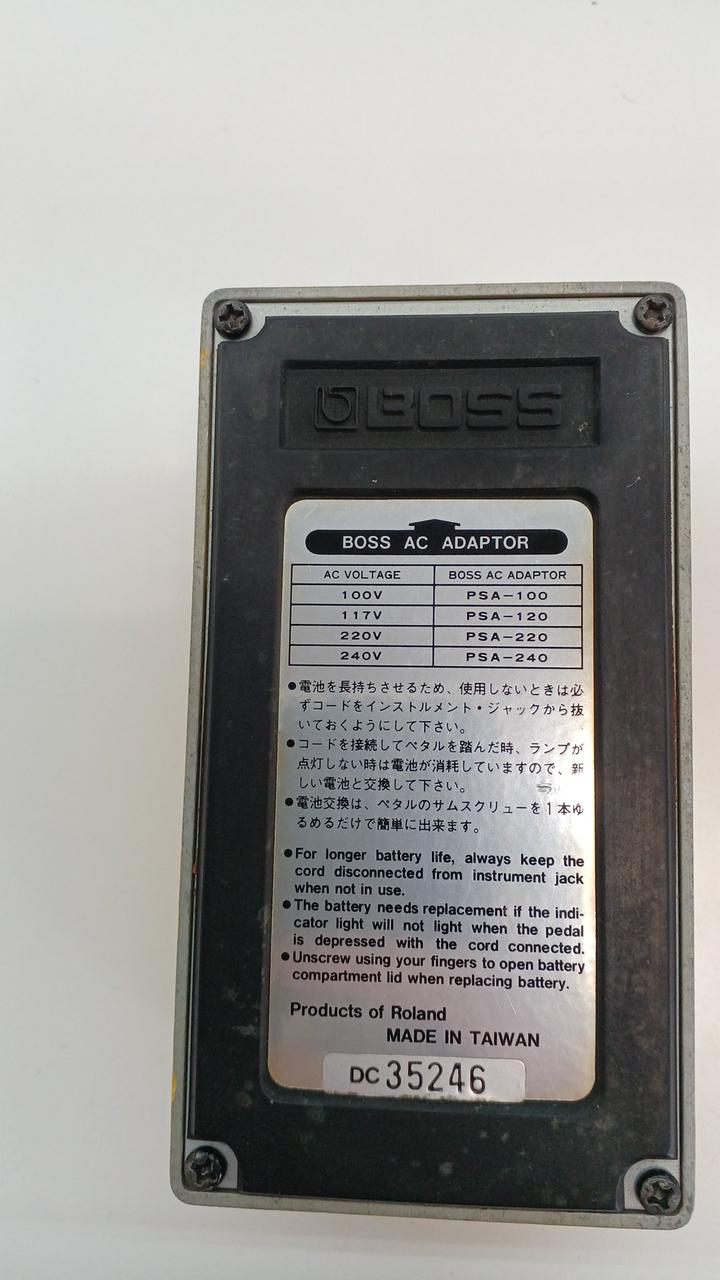 BOSS
BOSS AC ADAPTOR
AC VOLTAGE BOSS AC ADAPTOR
100V PSA-100
117V PSA-120
220V PSA-220
240V PSA-240
●電池を長持ちさせるため、使用しないときは必
ずコードをインストルメント・ジャックから抜
いておくようにして下さい。
●コードを接続してペタルを踏んだ時、ランプが
点灯しない時は電池が消耗していますので、新
しい電池と交換して下さい。
●電池交換は、ペタルのサムスクリューを1本ゆ
るめるだけで簡単に出来ます。
●For longer battery life, always keep the
cord disconnected from instrument jack
when not in use.
●The battery needs replacement if the indi-
cator light will not light when the pedal
is depressed with the cord connected.
●Unscrew using your fingers to open battery
compartment lid when replacing battery.
Products of Roland
MADE IN TAIWAN
DC 35246